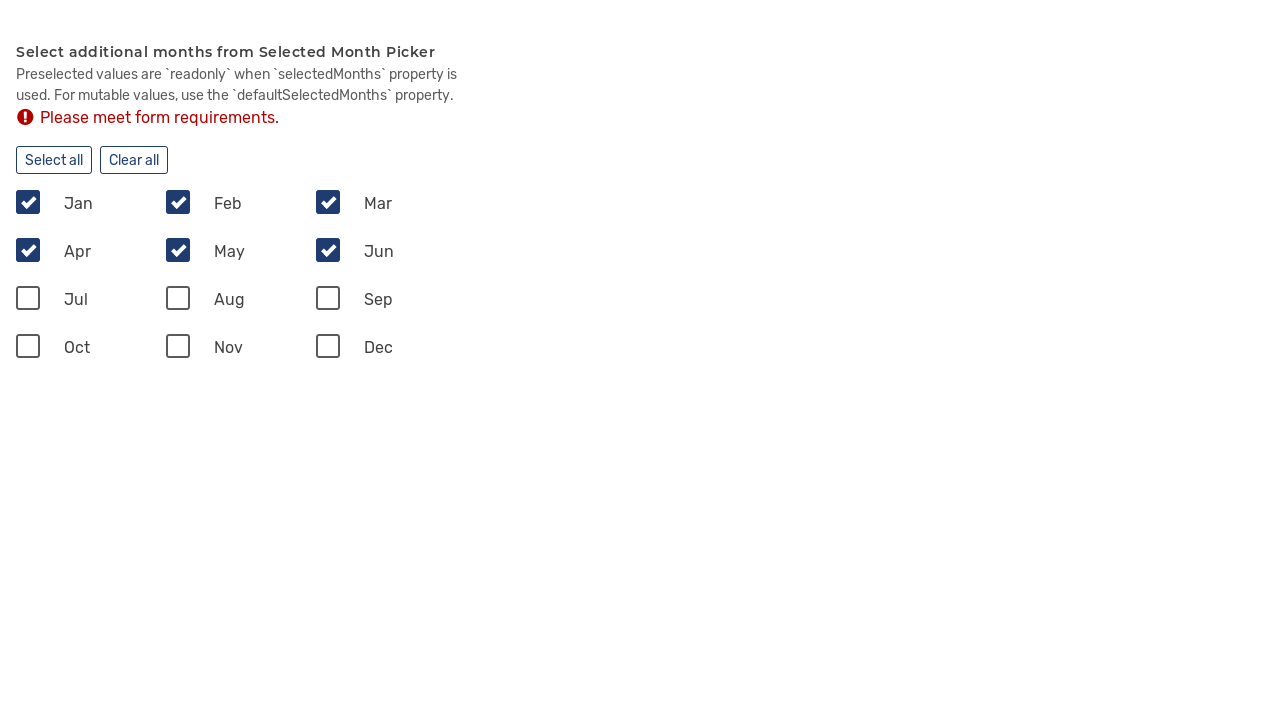 Select additional months from Selected Month Picker
Preselected values are `readonly` when `selectedMonths` property is
used. For mutable values, use the `defaultSelectedMonths` property.
Please meet form requirements.
Select all Clear all
Jan Feb Mar
Apr May Jun
Jul Aug Sep
Oct Nov Dec